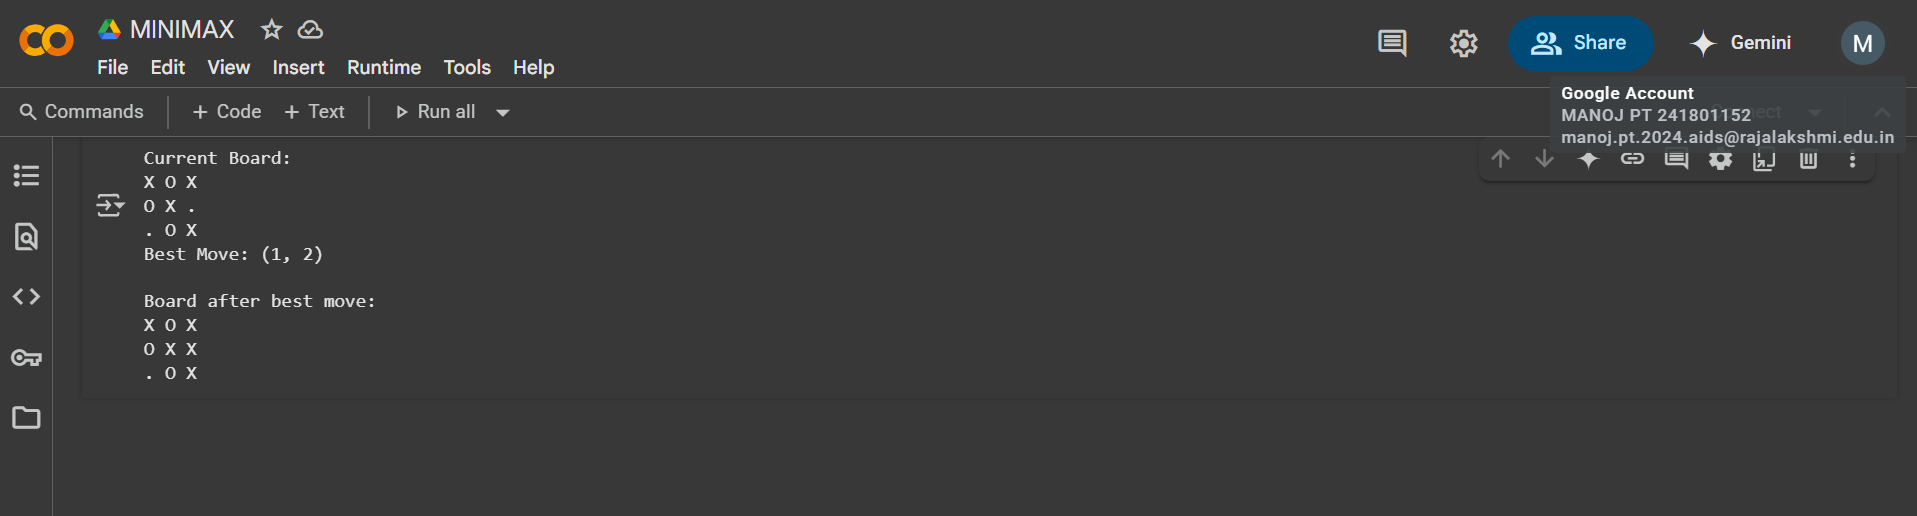 MINIMAX
File Edit View Insert Runtime Tools Help
Share
Gemini
M
Commands + Code + Text Run all
Google Account
MANOJ PT 241801152
manoj.pt.2024.aids@rajalakshmi.edu.in
Current Board:
X O X
O X .
. O X
Best Move: (1, 2)
Board after best move:
X O X
O X X
. O X